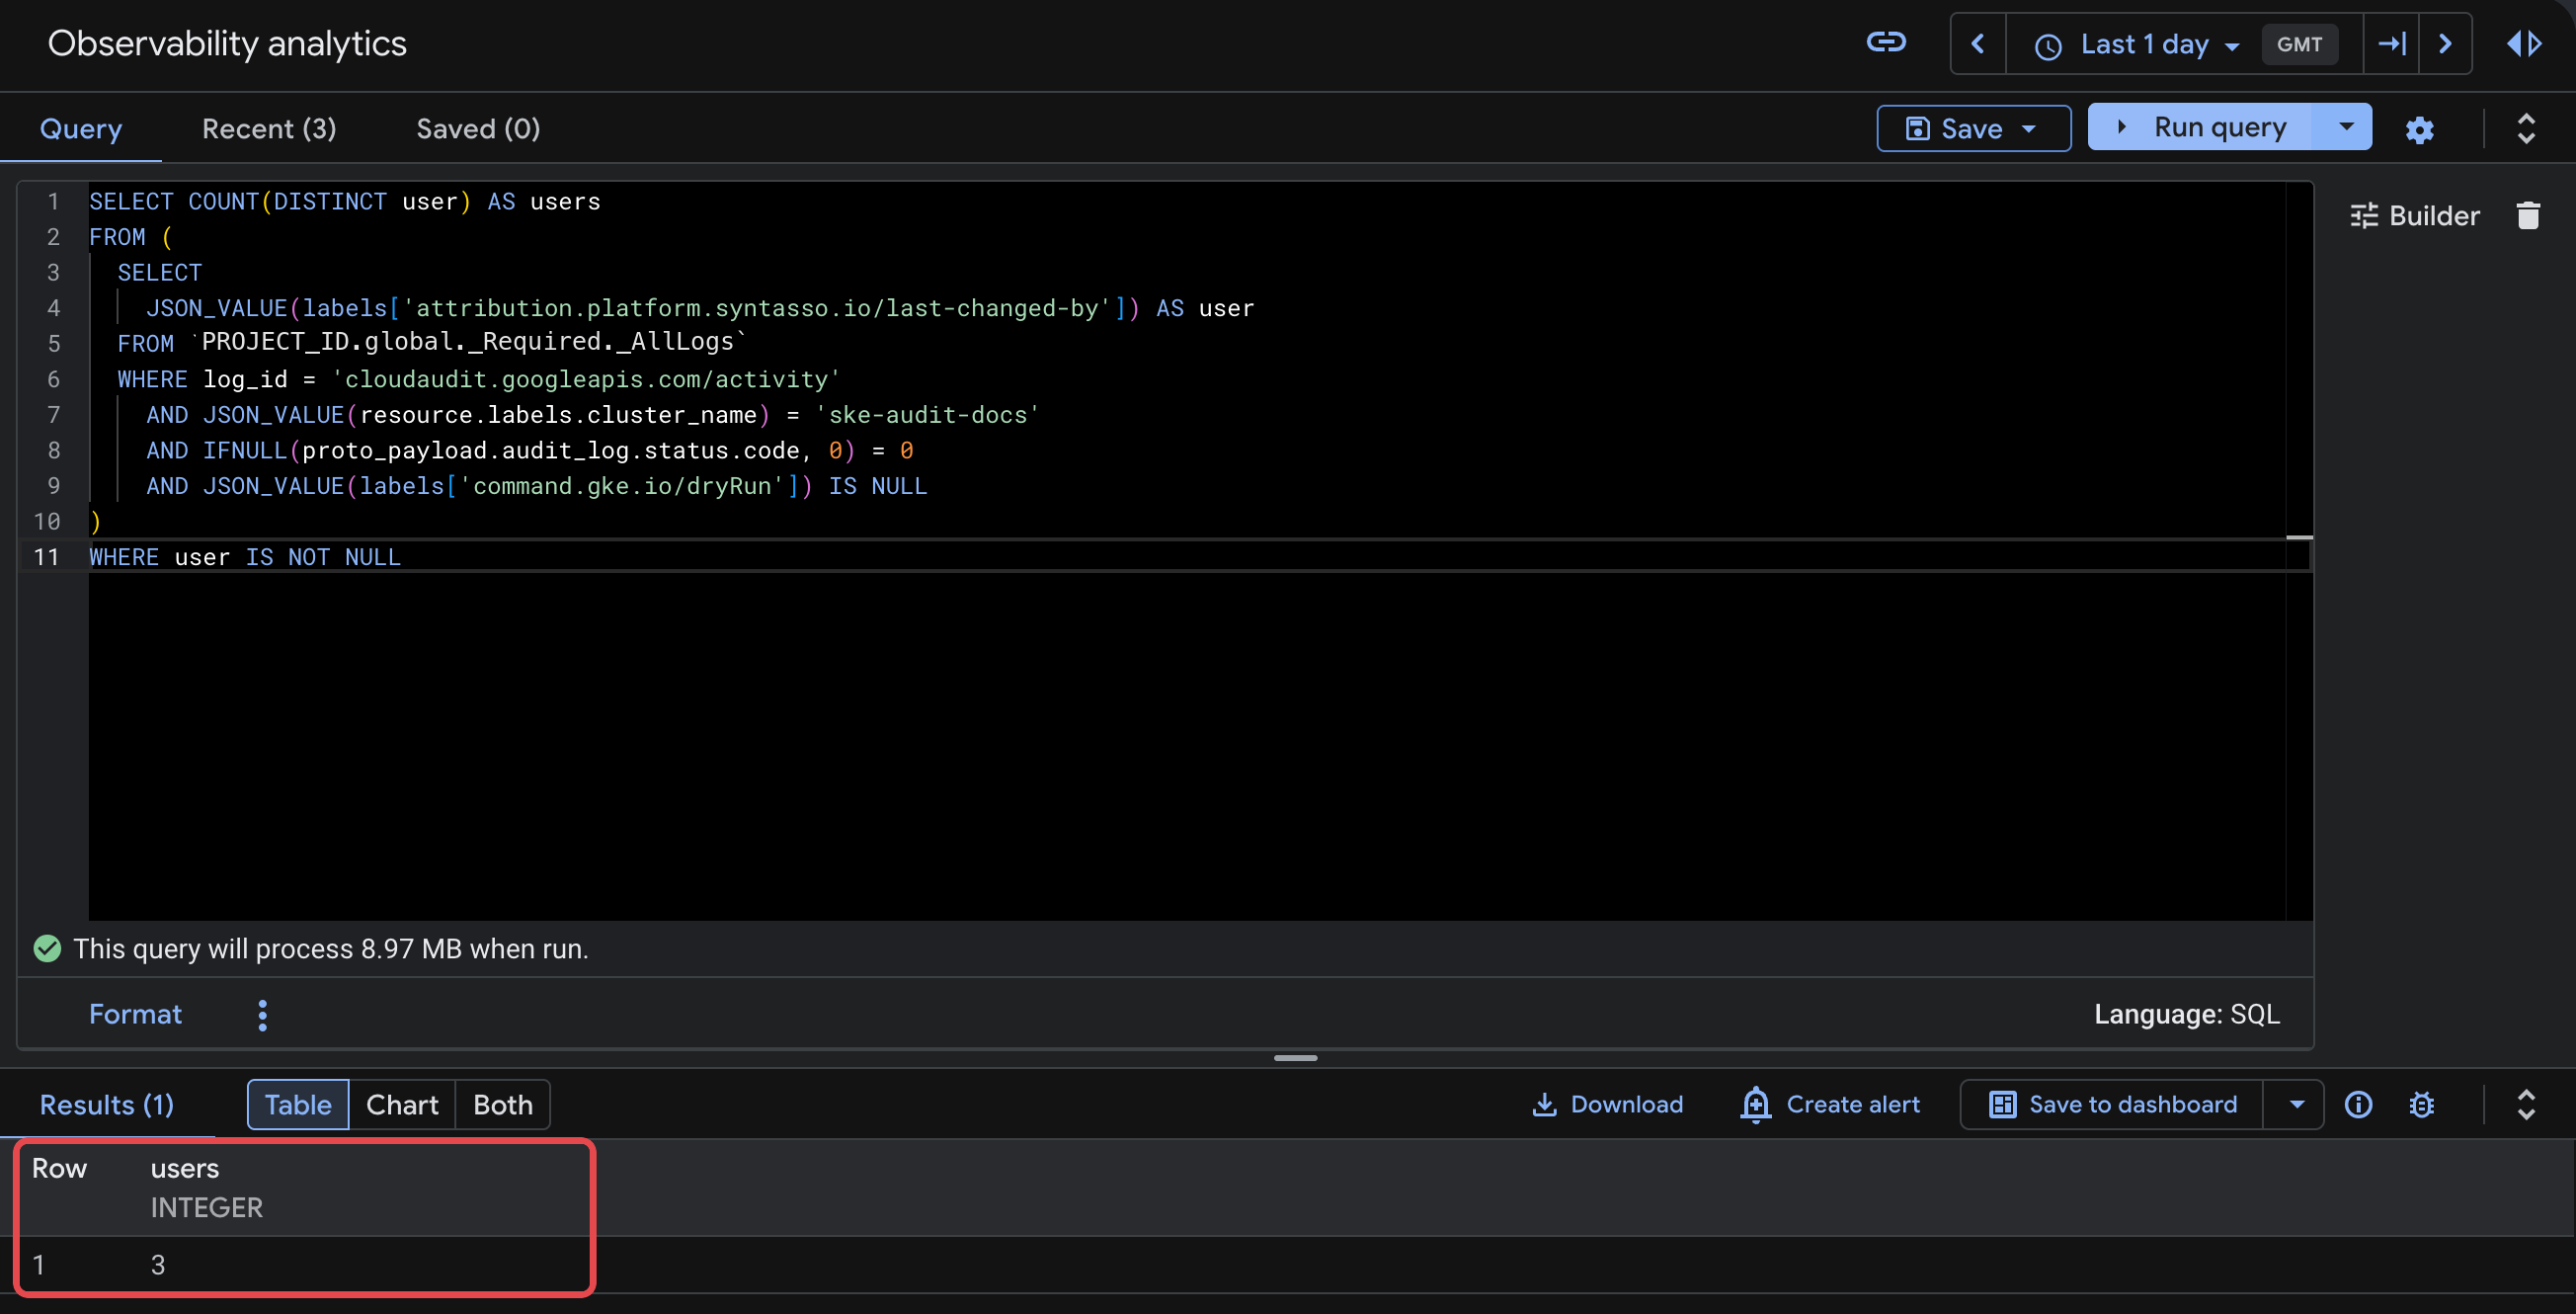 Observability analytics
Last 1 day GMT
Query Recent (3) Saved (0) Save Run query
1 SELECT COUNT(DISTINCT user) AS users
2 FROM (
3 SELECT
4 JSON_VALUE(labels['attribution.platform.syntasso.io/last-changed-by']) AS user
5 FROM `PROJECT_ID.global._Required._AllLogs`
6 WHERE log_id = 'cloudaudit.googleapis.com/activity'
7 AND JSON_VALUE(resource.labels.cluster_name) = 'ske-audit-docs'
8 AND IFNULL(proto_payload.audit_log.status.code, 0) = 0
9 AND JSON_VALUE(labels['command.gke.io/dryRun']) IS NULL
10 )
11 WHERE user IS NOT NULL
Builder
This query will process 8.97 MB when run.
Format Language: SQL
Results (1) Table Chart Both Download Create alert Save to dashboard
Row users
INTEGER
1 3